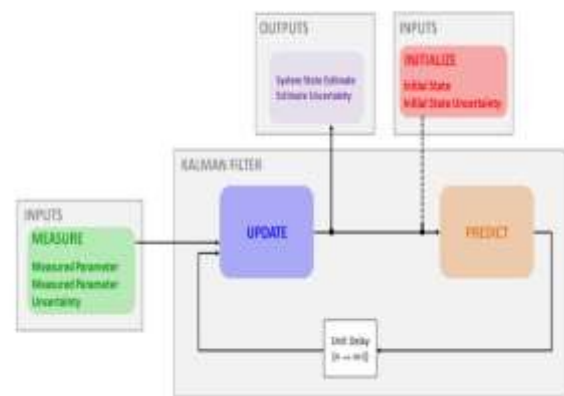 OUTPUTS
System State Estimate
Estimate Uncertainty
INPUTS
INITIALIZE
Initial State
Initial State Uncertainty
KALMAN FILTER
INPUTS
MEASURE
Measured Parameter
Measured Parameter
Uncertainty
UPDATE
PREDICT
Unit Delay